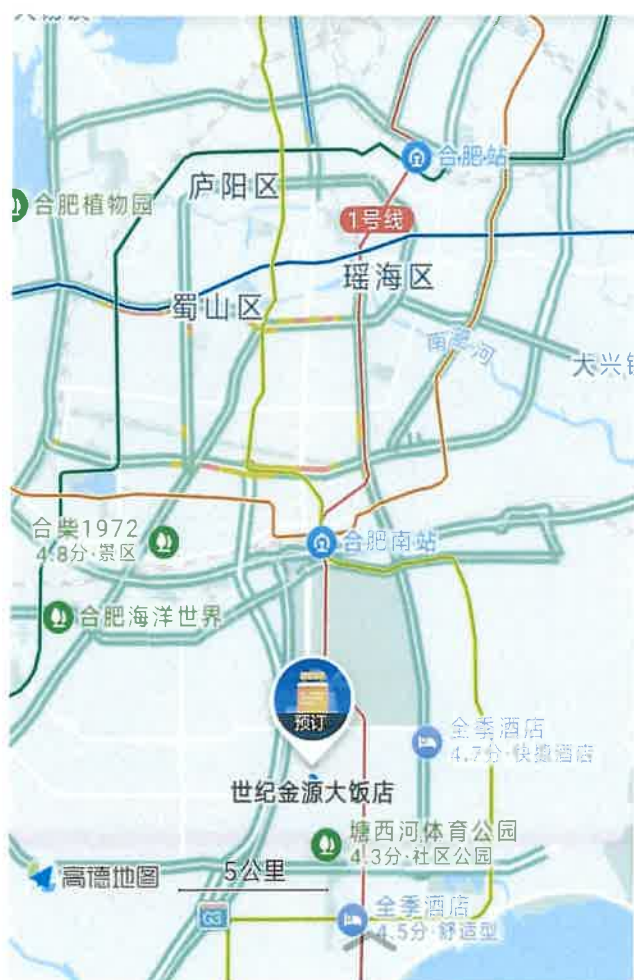 合肥站
庐阳区
合肥植物园
1号线
瑶海区
蜀山区
南淝河
大兴镇
合柴1972
4.8分·景区
合肥南站
合肥海洋世界
预订
全季酒店
4.7分·快捷酒店
世纪金源大饭店
塘西河体育公园
4.3分·社区公园
高德地图
5公里
全季酒店
G3
4.5分·舒适型